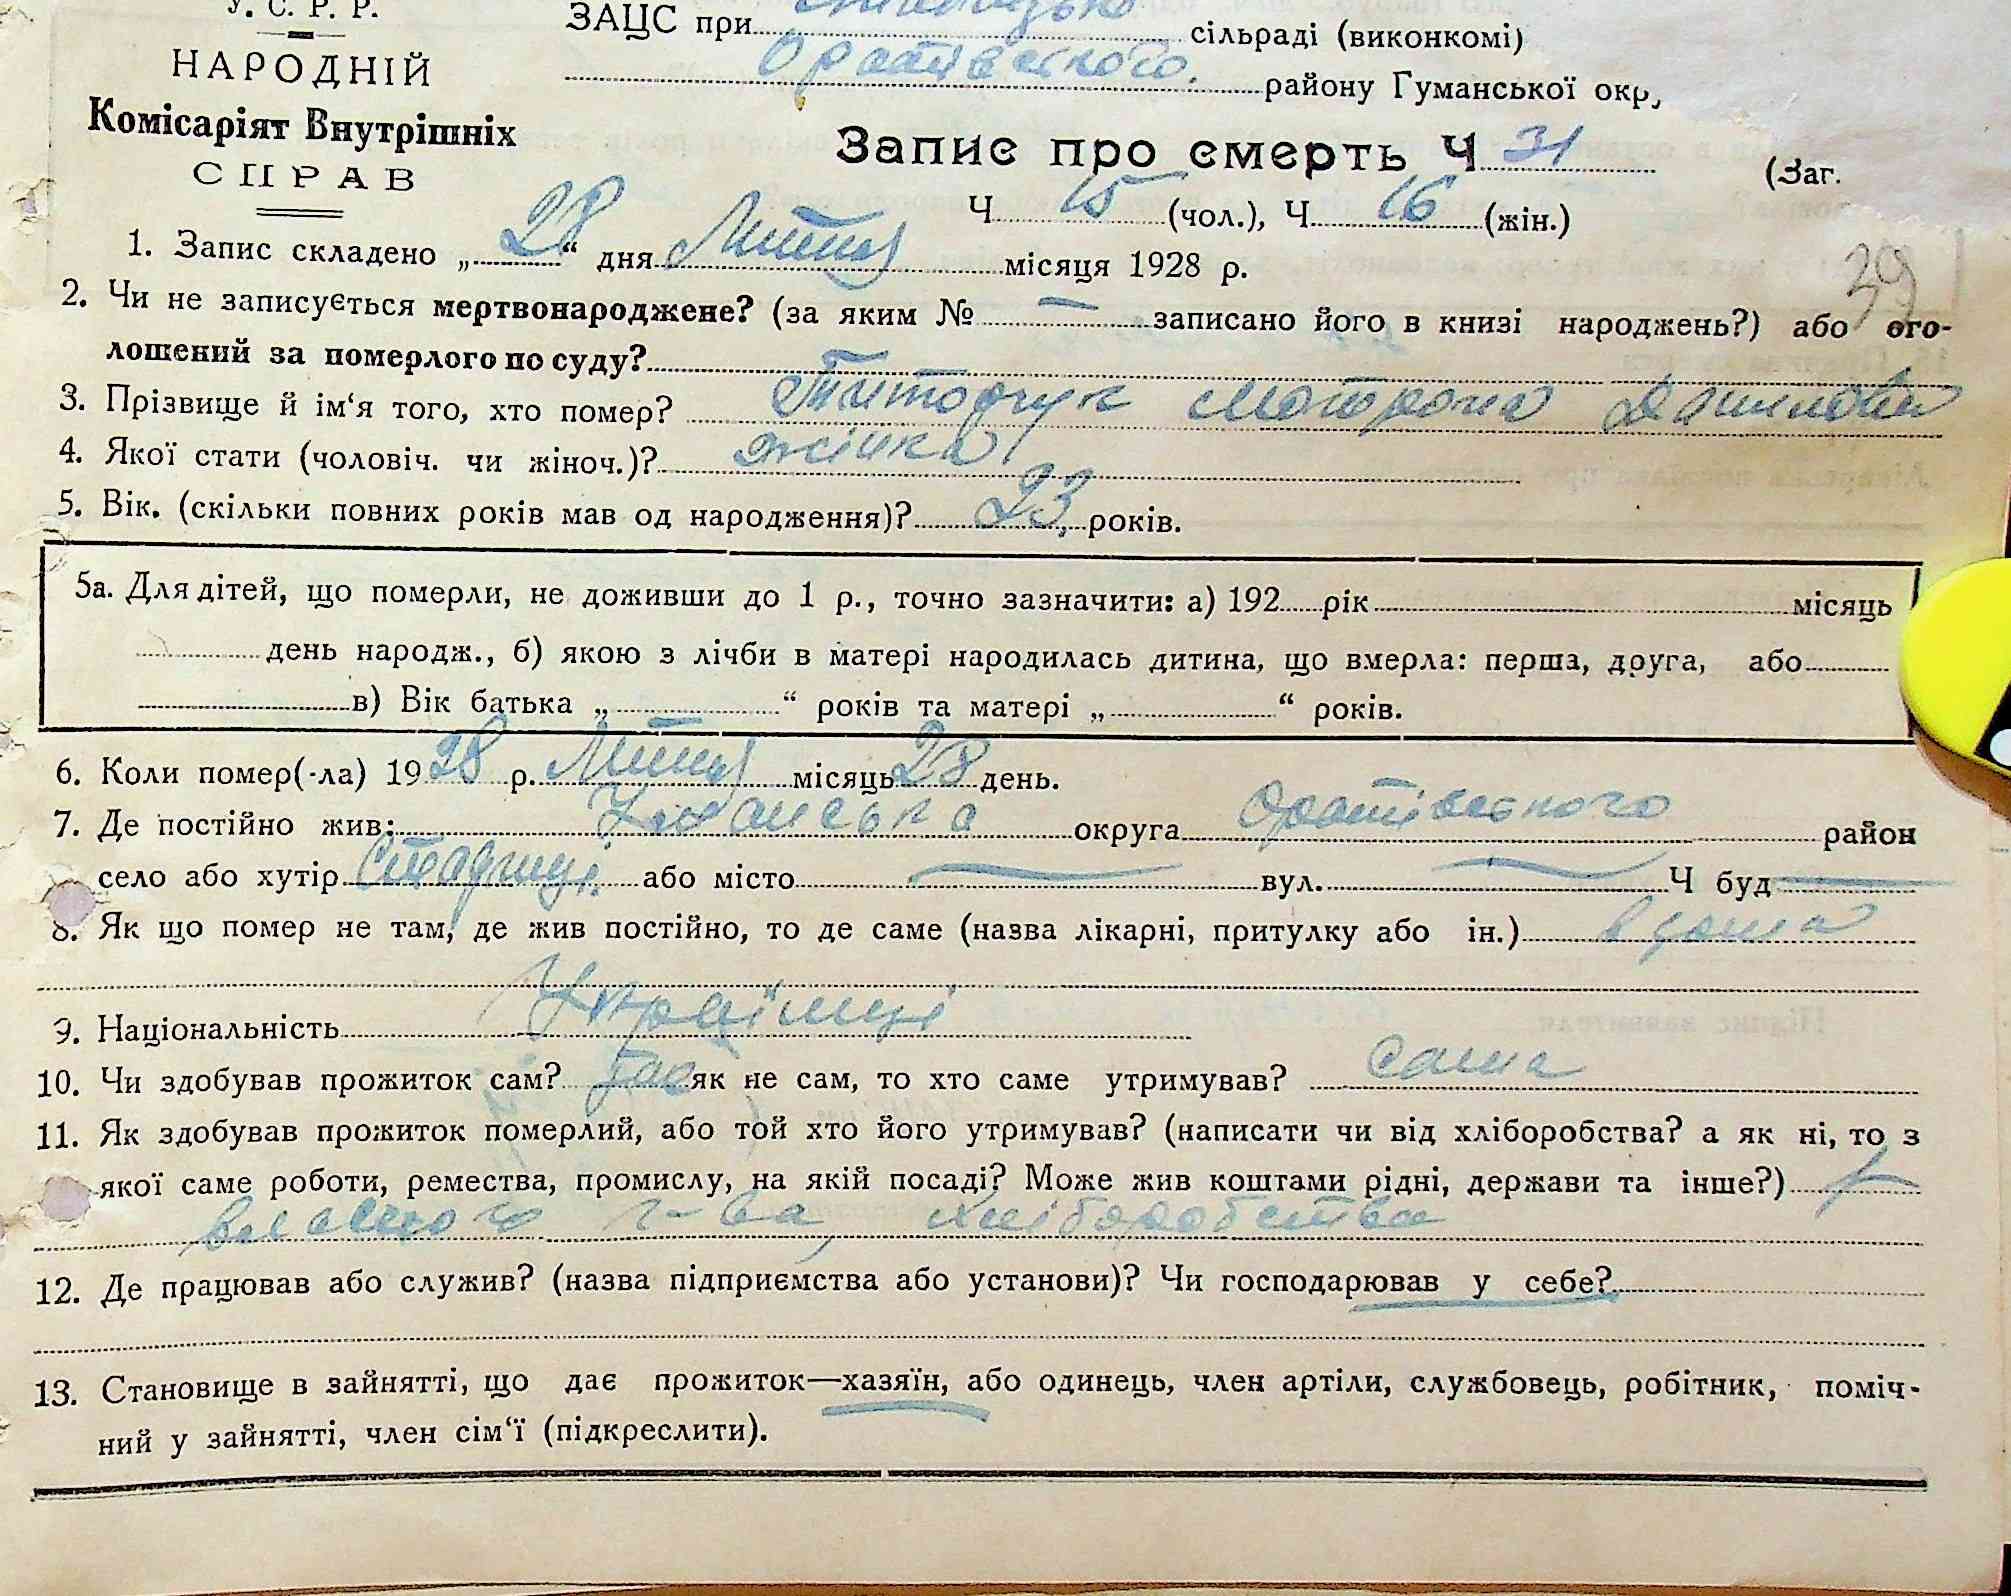 У. С. Р. Р.
НАРОДНІЙ
Комісаріят Внутрішніх
СПРАВ
ЗАЦС при сільраді (виконкомі)
Оратівського району Гуманської окр,
Запис про смерть Ч 31 (Заг.
Ч 15 (чол.), Ч 16 (жін.)
39
1. Запис складено „28“ дня Липня місяця 1928 р.
2. Чи не записується мертвонароджене? (за яким № — записано його в книзі народжень?) або ого-
лошений за померлого по суду? — —
3. Прізвище й ім‘я того, хто помер? Титорчук Мотрона Данилова
4. Якої стати (чоловіч. чи жіноч.)? жінка
5. Вік. (скільки повних років мав од народження)? 23 років.
5а. Для дітей, що померли, не доживши до 1 р., точно зазначити: а) 192 рік місяць
день народж., б) якою з лічби в матері народилась дитина, що вмерла: перша, друга, або
в) Вік батька „ “ років та матері „ “ років.
6. Коли помер(-ла) 1928 р. Липня місяць 28 день.
7. Де постійно жив: Уманська округа Оратівського район
село або хутір Стадниці або місто — вул. — Ч буд —
8. Як що помер не там, де жив постійно, то де саме (назва лікарні, притулку або ін.) вдома
9. Національність Українці
10. Чи здобував прожиток сам? як не сам, то хто саме утримував? сама
11. Як здобував прожиток померлий, або той хто його утримував? (написати чи від хліборобства? а як ні, то з
якої саме роботи, ремества, промислу, на якій посаді? Може жив коштами рідні, держави та інше?)
власного г-ва, хліборобства
12. Де працював або служив? (назва підприємства або установи)? Чи господарював у себе?
13. Становище в зайнятті, що дає прожиток—хазяїн, або одинець, член артіли, службовець, робітник, поміч-
ний у зайнятті, член сім‘ї (підкреслити).